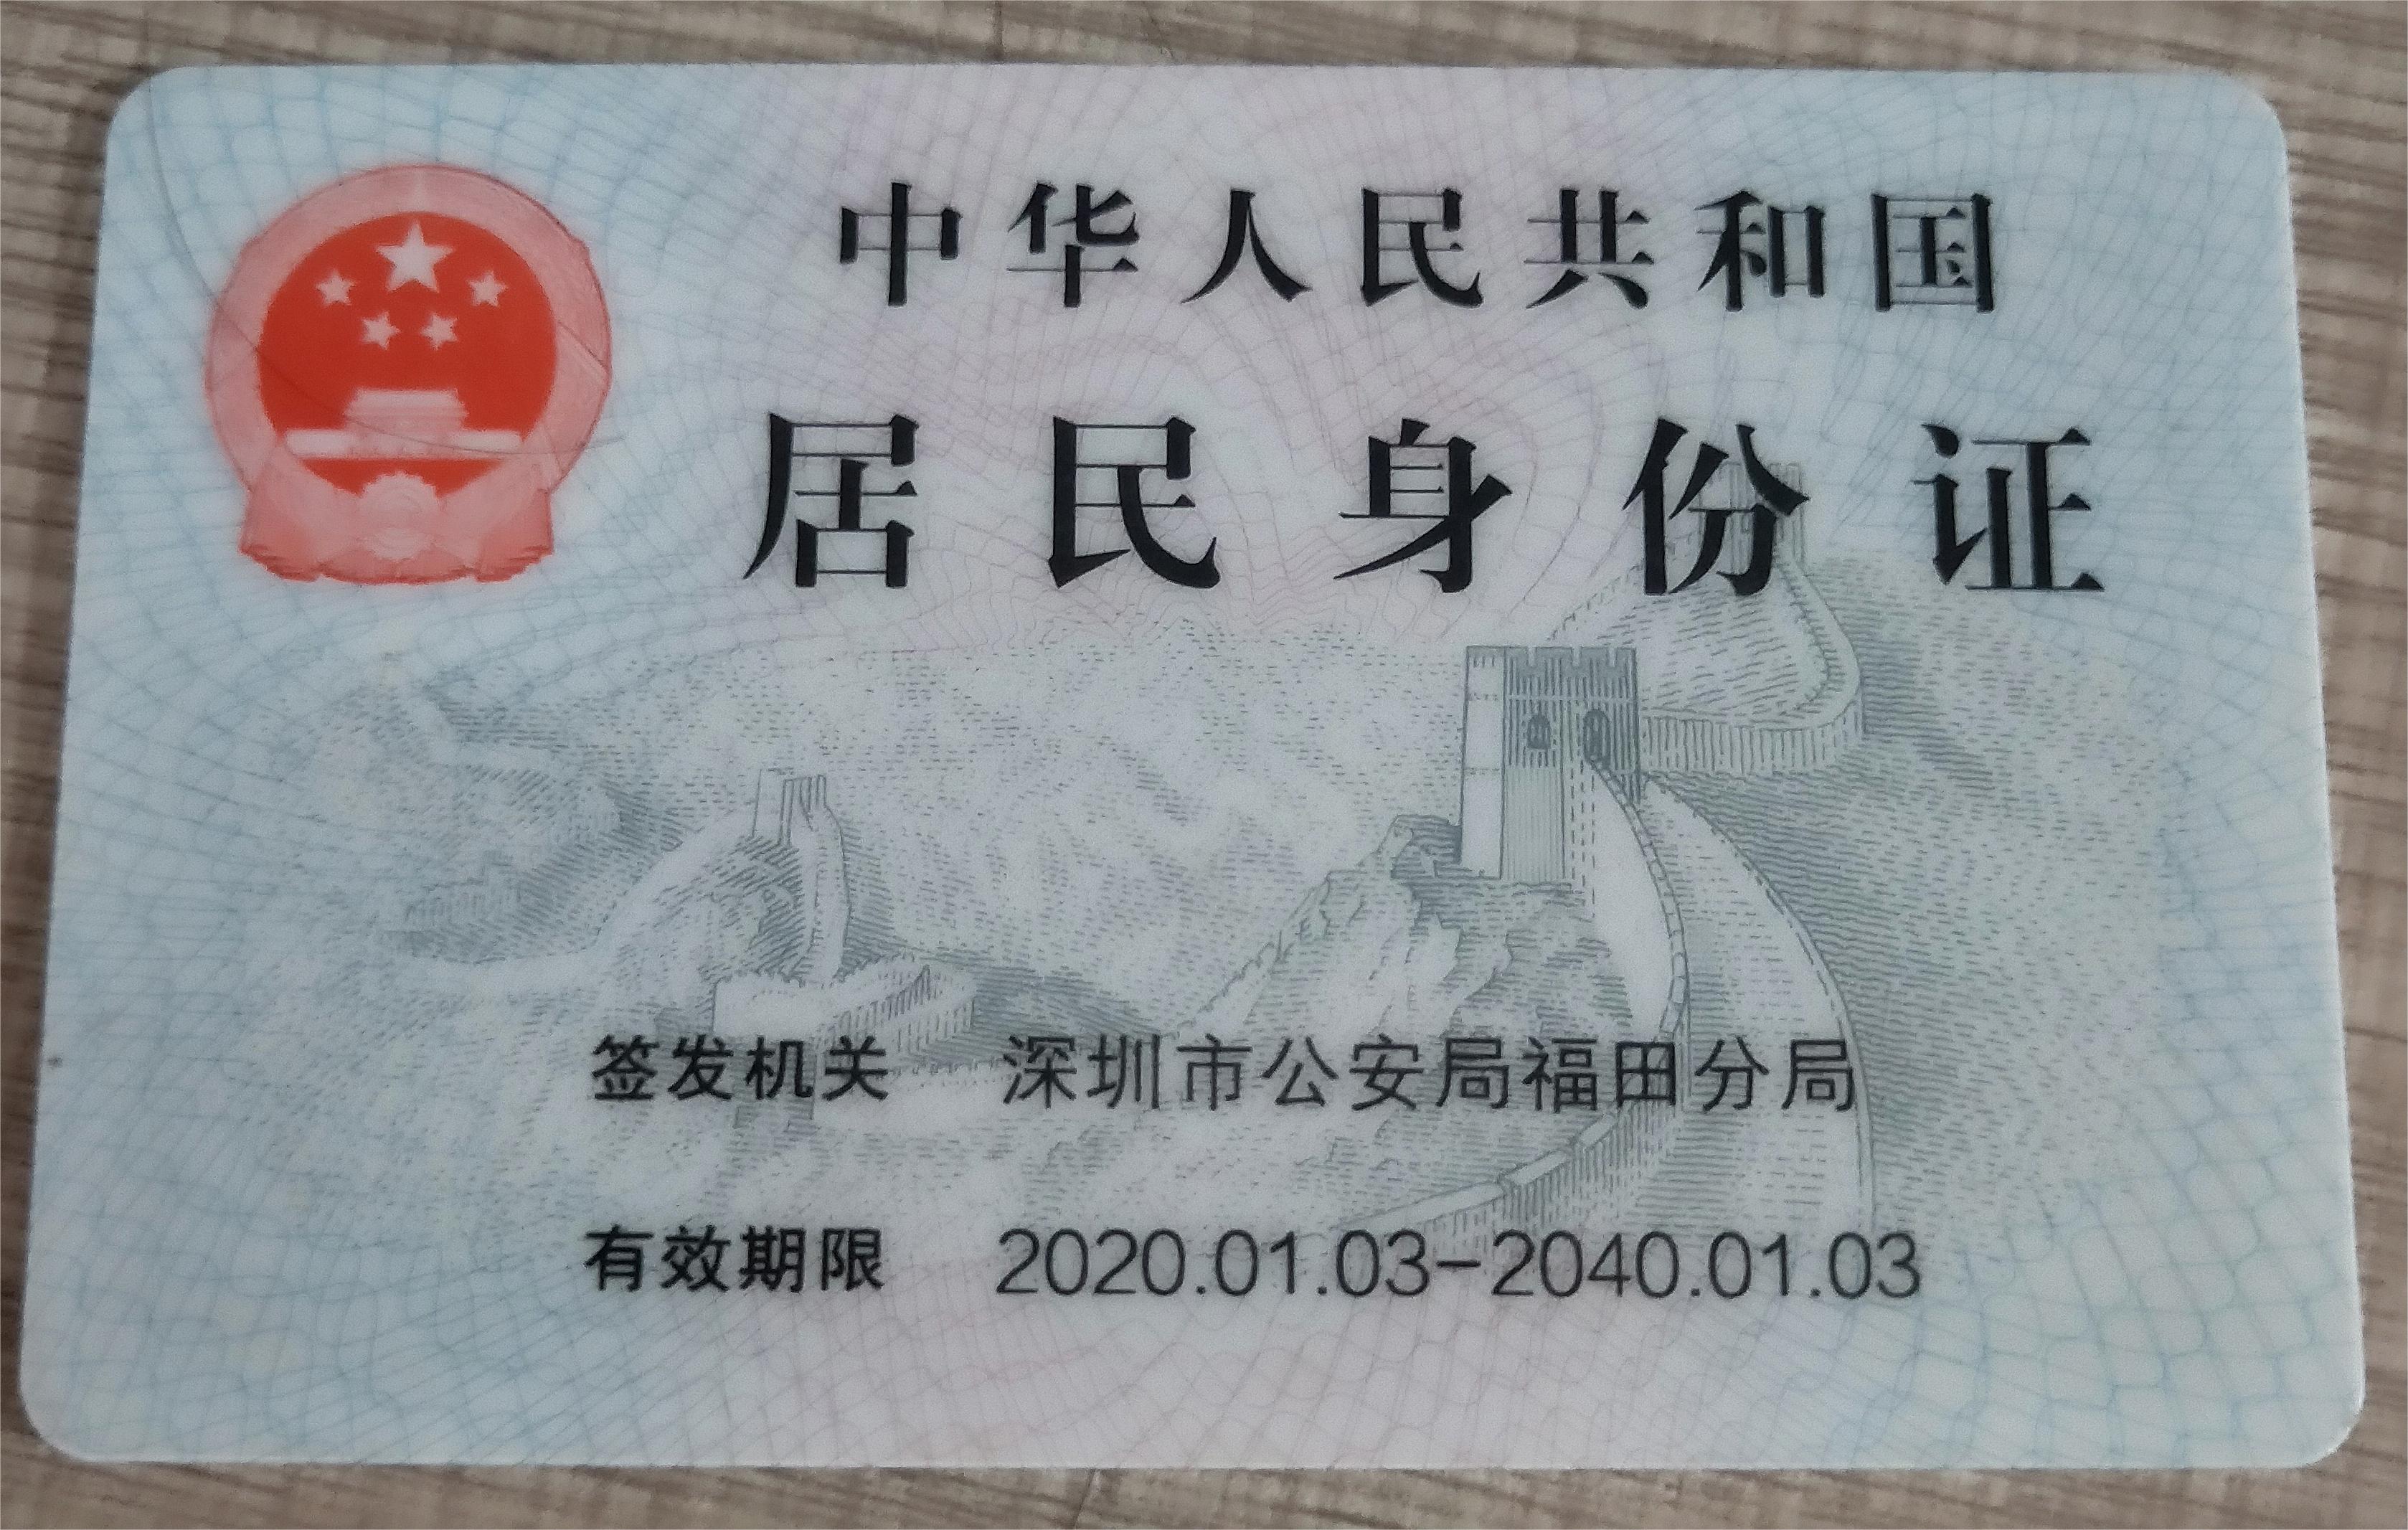 中华人民共和国
居民身份证
签发机关 深圳市公安局福田分局
有效期限 2020.01.03-2040.01.03